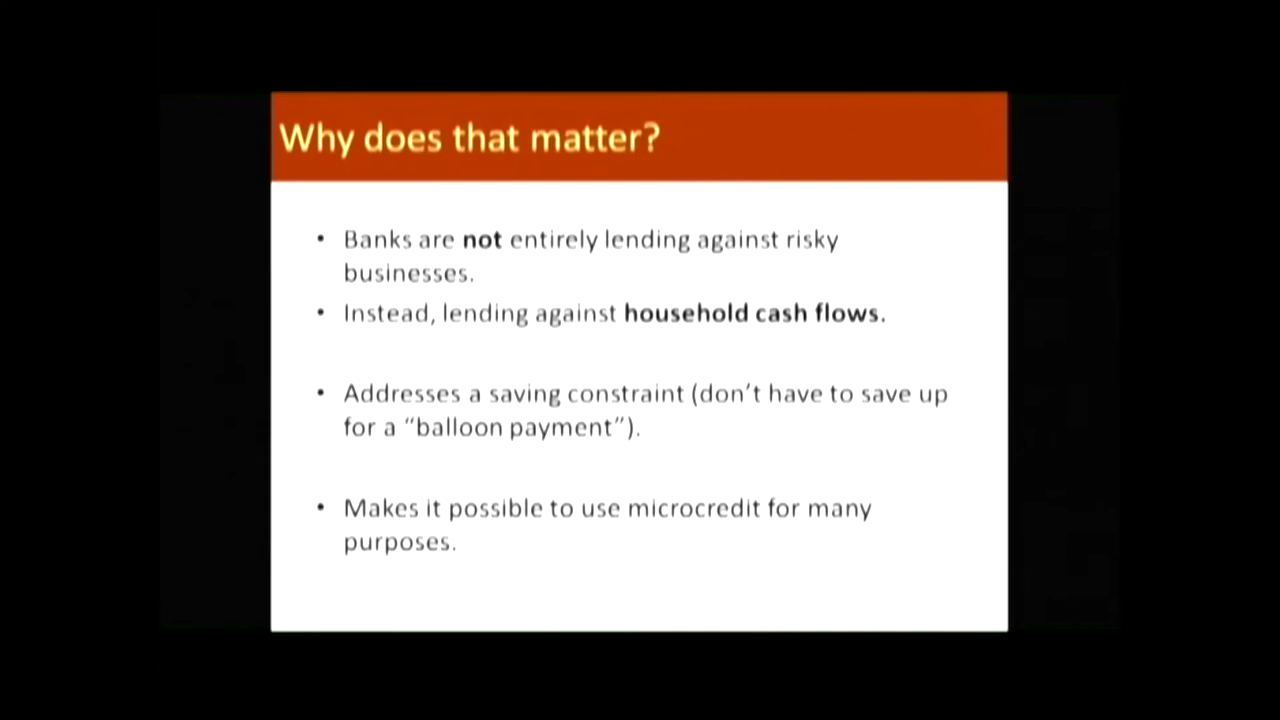 Why does that matter?
• Banks are not entirely lending against risky
businesses.
• Instead, lending against household cash flows.
• Addresses a saving constraint (don’t have to save up
for a “balloon payment”).
• Makes it possible to use microcredit for many
purposes.